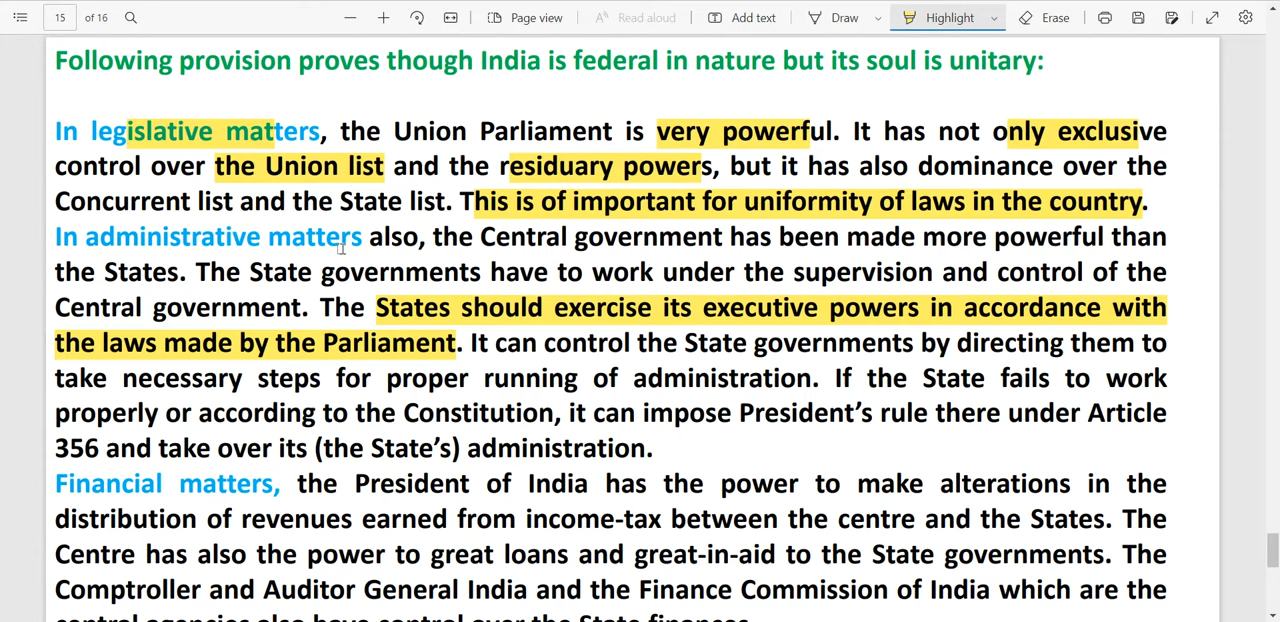 15 of 16 Page view Read aloud Add text Draw Highlight Erase
Following provision proves though India is federal in nature but its soul is unitary:
In legislative matters, the Union Parliament is very powerful. It has not only exclusive
control over the Union list and the residuary powers, but it has also dominance over the
Concurrent list and the State list. This is of important for uniformity of laws in the country.
In administrative matters also, the Central government has been made more powerful than
the States. The State governments have to work under the supervision and control of the
Central government. The States should exercise its executive powers in accordance with
the laws made by the Parliament. It can control the State governments by directing them to
take necessary steps for proper running of administration. If the State fails to work
properly or according to the Constitution, it can impose President’s rule there under Article
356 and take over its (the State’s) administration.
Financial matters, the President of India has the power to make alterations in the
distribution of revenues earned from income-tax between the centre and the States. The
Centre has also the power to great loans and great-in-aid to the State governments. The
Comptroller and Auditor General India and the Finance Commission of India which are the
central agencies also have control over the State finances.